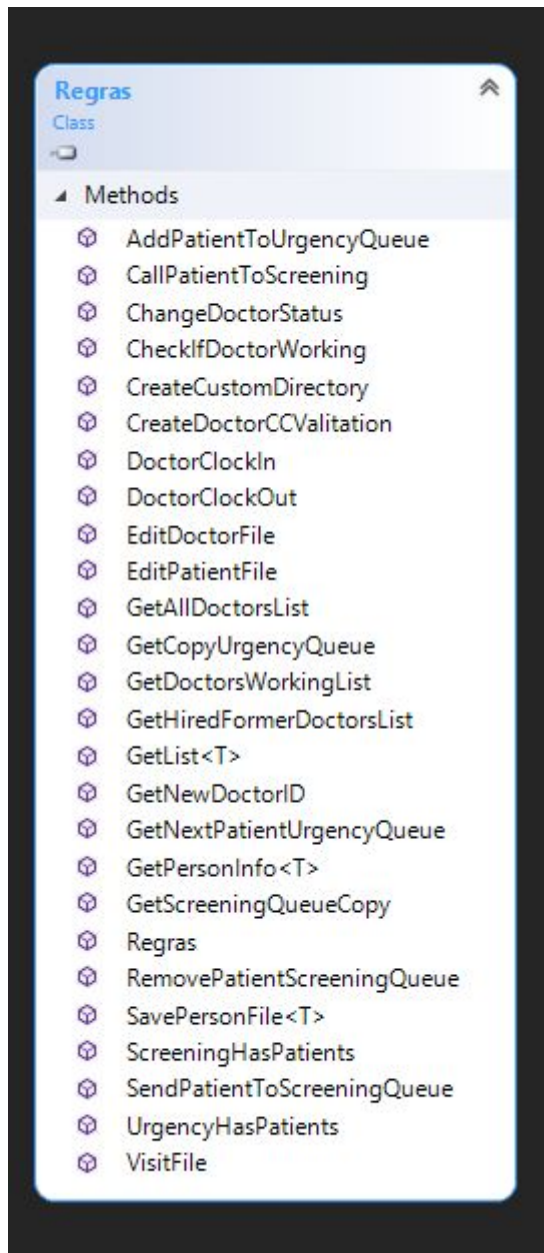 Regras
Class
Methods
AddPatientToUrgencyQueue
CallPatientToScreening
ChangeDoctorStatus
CheckIfDoctorWorking
CreateCustomDirectory
CreateDoctorCCValitation
DoctorClockIn
DoctorClockOut
EditDoctorFile
EditPatientFile
GetAllDoctorsList
GetCopyUrgencyQueue
GetDoctorsWorkingList
GetHiredFormerDoctorsList
GetList<T>
GetNewDoctorID
GetNextPatientUrgencyQueue
GetPersonInfo<T>
GetScreeningQueueCopy
Regras
RemovePatientScreeningQueue
SavePersonFile<T>
ScreeningHasPatients
SendPatientToScreeningQueue
UrgencyHasPatients
VisitFile